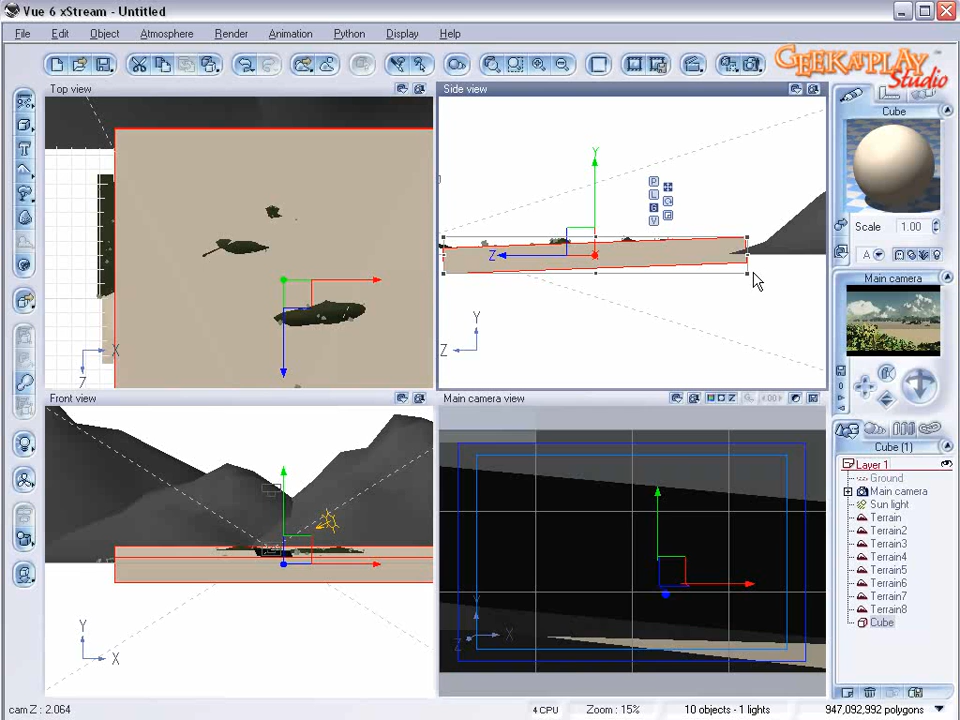 Vue 6 xStream - Untitled
File Edit Object Atmosphere Render Animation Python Display Help
GEEKATPLAY
Studio
Top view
Side view
Cube
Y
P
L
G
V
Z
Scale 1.00
A
X
Z
Y
Z
Main camera
Front view
Main camera view
X Z
Cube (1)
Layer 1
Ground
Main camera
Sun light
Terrain
Terrain2
Terrain3
Terrain4
Terrain5
Terrain6
Terrain7
Terrain8
Cube
Y
X
Y
X
Z
cam Z : 2.064
4 CPU
Zoom : 15%
10 objects - 1 lights
947,092,992 polygons